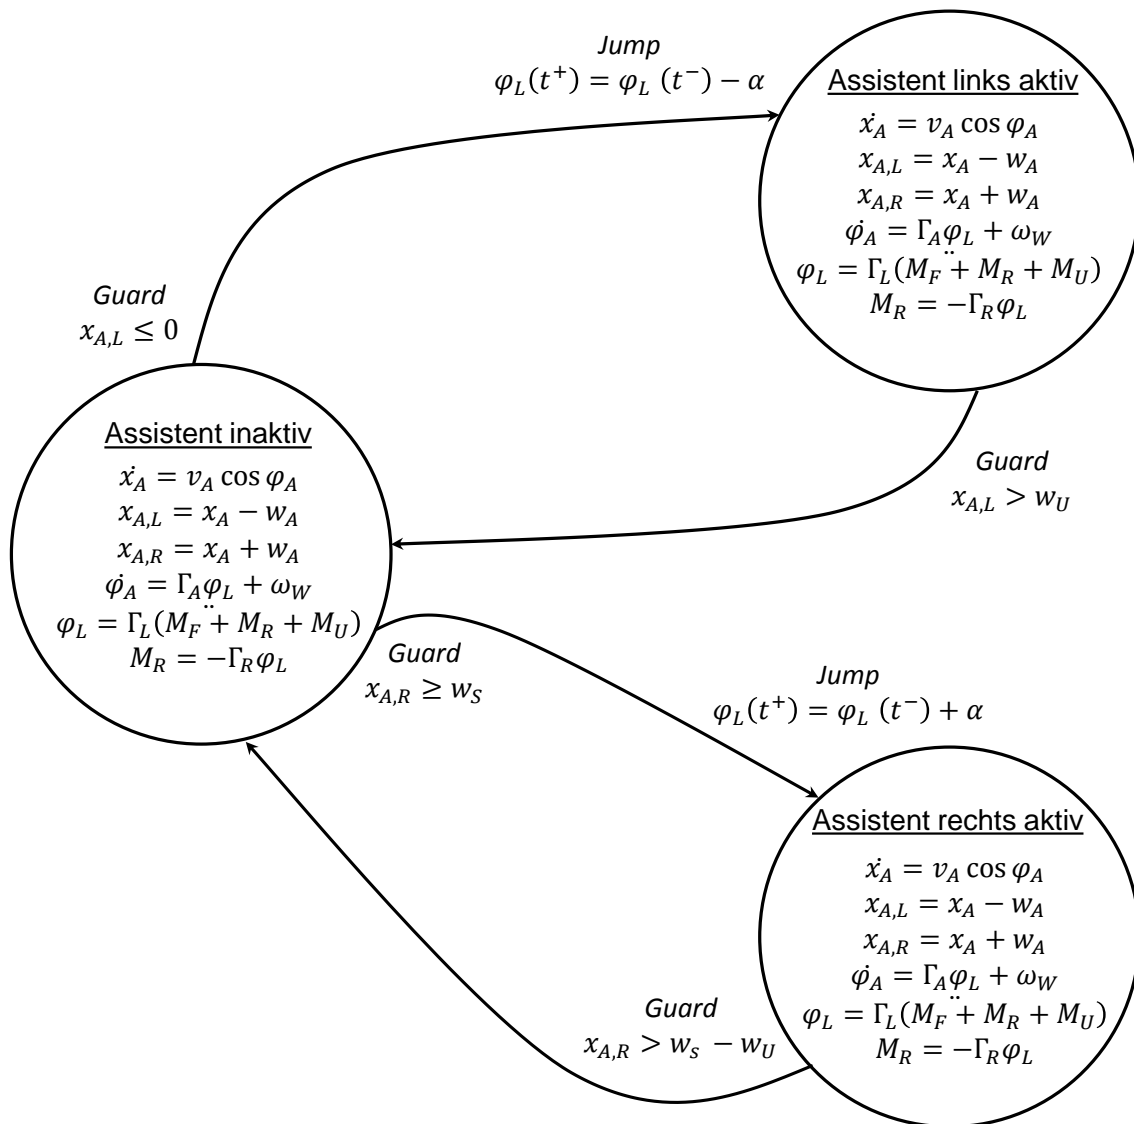 Jump
φ_L(t⁺) = φ_L (t⁻) − α
Assistent links aktiv
ẋ_A = v_A cos φ_A
x_{A,L} = x_A − w_A
x_{A,R} = x_A + w_A
φ̇_A = Γ_A φ_L + ω_W
φ_L = Γ_L(M_F +̈ M_R + M_U)
M_R = −Γ_R φ_L
Guard
x_{A,L} ≤ 0
Guard
x_{A,L} > w_U
Assistent inaktiv
ẋ_A = v_A cos φ_A
x_{A,L} = x_A − w_A
x_{A,R} = x_A + w_A
φ̇_A = Γ_A φ_L + ω_W
φ_L = Γ_L(M_F +̈ M_R + M_U)
M_R = −Γ_R φ_L
Guard
x_{A,R} ≥ w_S
Jump
φ_L(t⁺) = φ_L (t⁻) + α
Assistent rechts aktiv
ẋ_A = v_A cos φ_A
x_{A,L} = x_A − w_A
x_{A,R} = x_A + w_A
φ̇_A = Γ_A φ_L + ω_W
φ_L = Γ_L(M_F +̈ M_R + M_U)
M_R = −Γ_R φ_L
Guard
x_{A,R} > w_s − w_U